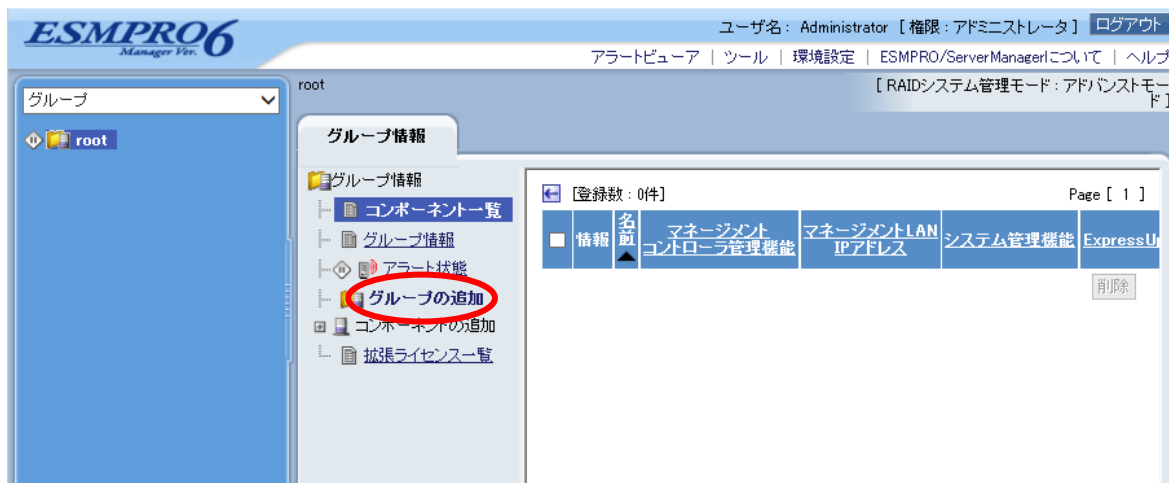 ESMPRO6
Manager Ver.
ユーザ名： Administrator [権限：アドミニストレータ] ログアウト
アラートビューア | ツール | 環境設定 | ESMPRO/ServerManagerについて | ヘルプ
グループ
root
root
[ RAIDシステム管理モード：アドバンストモー
ド]
グループ情報
グループ情報
コンポーネント一覧
グループ情報
アラート状態
グループの追加
コンポーネントの追加
拡張ライセンス一覧
[登録数：0件]
Page [ 1 ]
情報
名前
マネージメント
コントローラ管理機能
マネージメントLAN
IPアドレス
システム管理機能
ExpressU
削除